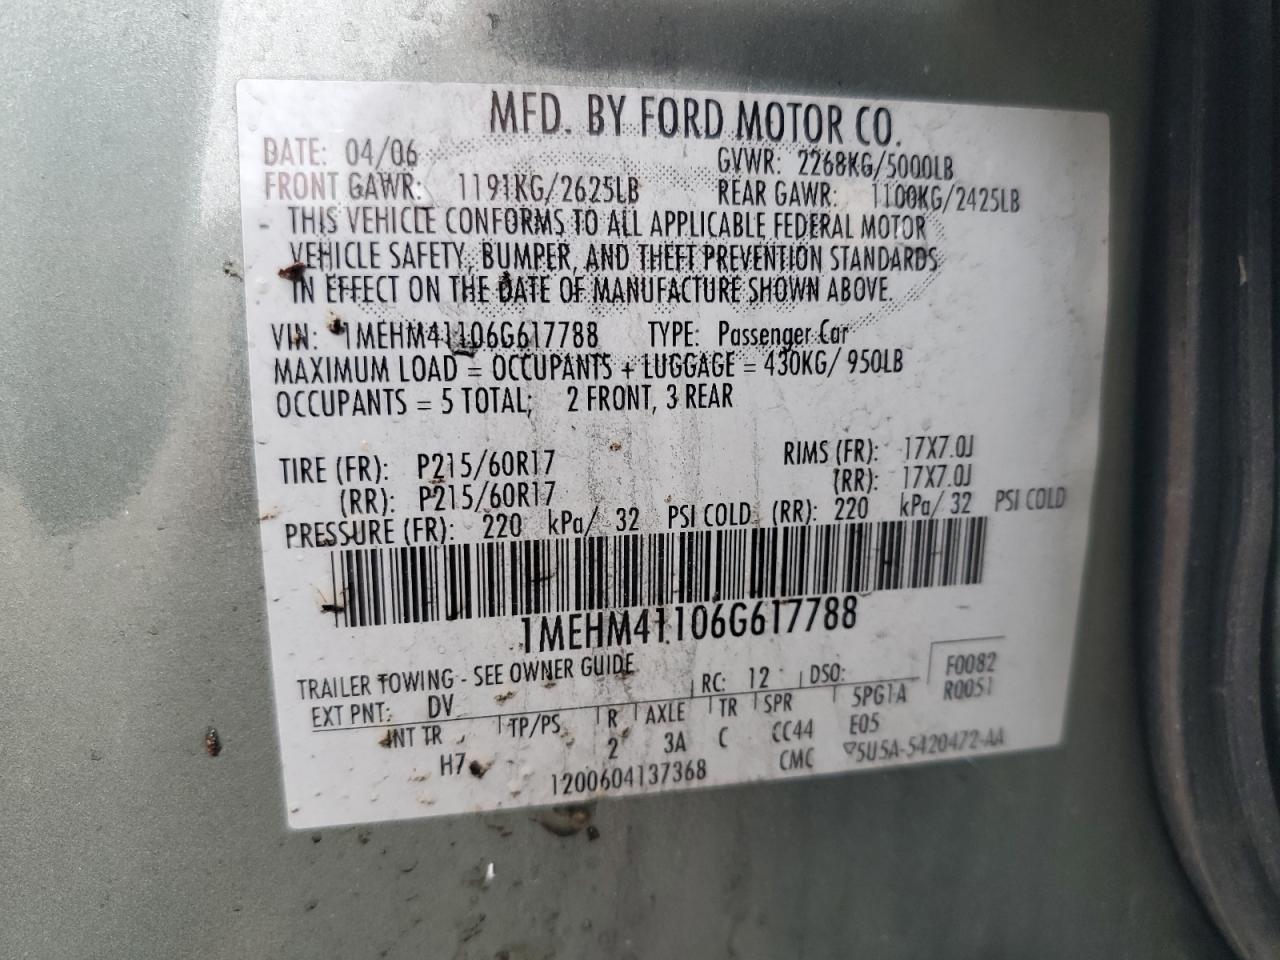 MFD. BY FORD MOTOR CO.
DATE: 04/06 GVWR: 2268KG/5000LB
FRONT GAWR: 1191KG/2625LB REAR GAWR: 1100KG/2425LB
THIS VEHICLE CONFORMS TO ALL APPLICABLE FEDERAL MOTOR
VEHICLE SAFETY, BUMPER, AND THEFT PREVENTION STANDARDS
IN EFFECT ON THE DATE OF MANUFACTURE SHOWN ABOVE.
VIN: 1MEHM41106G617788 TYPE: Passenger Car
MAXIMUM LOAD = OCCUPANTS + LUGGAGE = 430KG/ 950LB
OCCUPANTS = 5 TOTAL; 2 FRONT, 3 REAR
TIRE (FR): P215/60R17 RIMS (FR): 17X7.0J
(RR): P215/60R17 (RR): 17X7.0J
PRESSURE (FR): 220 kPa/ 32 PSI COLD (RR): 220 kPa/ 32 PSI COLD
1MEHM41106G617788
TRAILER TOWING - SEE OWNER GUIDE
EXT PNT: DV RC: 12 DSO: F0082
R0051
INT TR TP/PS R AXLE TR SPR 5PG1A
H7 2 3A C CC44 E05
1200604137368 CMC 5U5A-5420472-AA